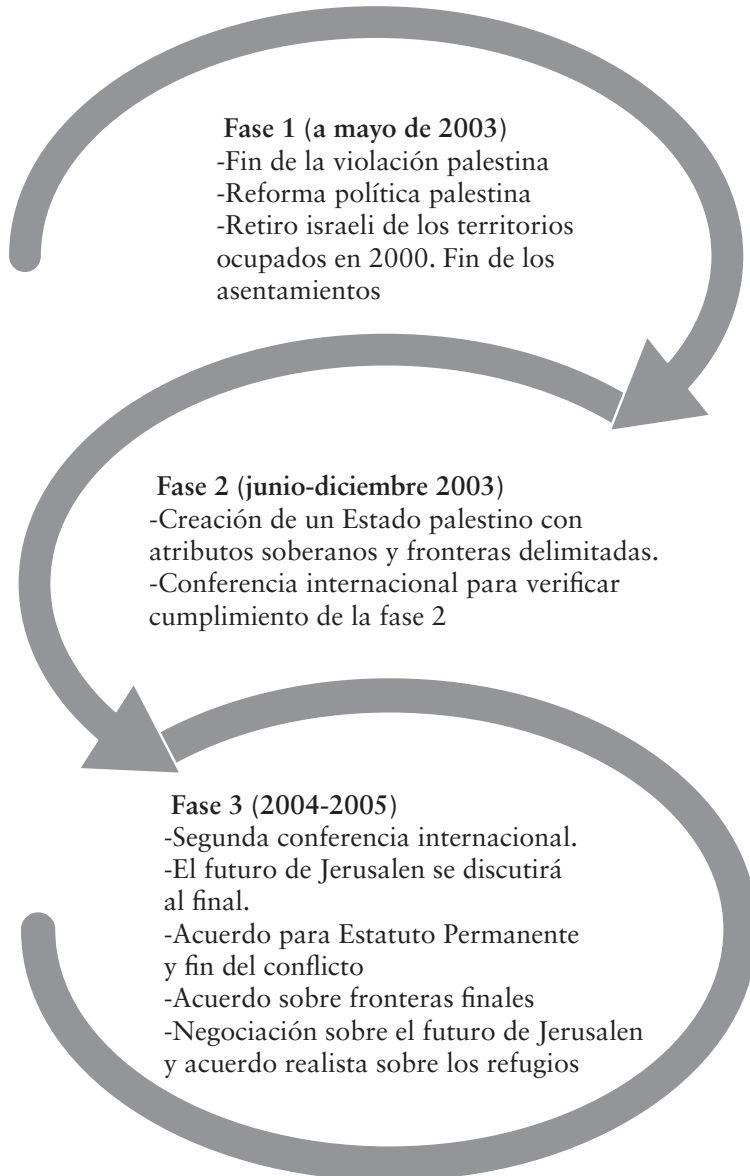 Fase 1 (a mayo de 2003)
-Fin de la violación palestina
-Reforma política palestina
-Retiro israeli de los territorios
ocupados en 2000. Fin de los
asentamientos
Fase 2 (junio-diciembre 2003)
-Creación de un Estado palestino con
atributos soberanos y fronteras delimitadas.
-Conferencia internacional para verificar
cumplimiento de la fase 2
Fase 3 (2004-2005)
-Segunda conferencia internacional.
-El futuro de Jerusalen se discutirá
al final.
-Acuerdo para Estatuto Permanente
y fin del conflicto
-Acuerdo sobre fronteras finales
-Negociación sobre el futuro de Jerusalen
y acuerdo realista sobre los refugios